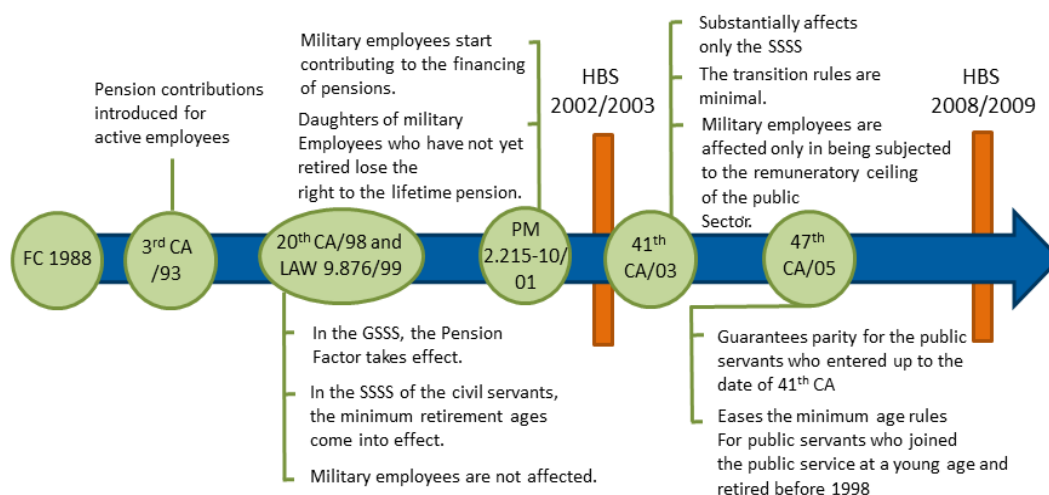 Pension contributions
introduced for
active employees
Military employees start
contributing to the financing
of pensions.
Daughters of military
Employees who have not yet
retired lose the
right to the lifetime pension.
HBS
2002/2003
Substantially affects
only the SSSS
The transition rules are
minimal.
Military employees are
affected only in being subjected
to the remuneratory ceiling
of the public
Sector.
HBS
2008/2009
FC 1988
3rd CA
/93
20th CA/98 and
LAW 9.876/99
PM
2.215-10/
01
41th
CA/03
47th
CA/05
In the GSSS, the Pension
Factor takes effect.
In the SSSS of the civil servants,
the minimum retirement ages
come into effect.
Military employees are not affected.
Guarantees parity for the public
servants who entered up to the
date of 41th CA
Eases the minimum age rules
For public servants who joined
the public service at a young age and
retired before 1998